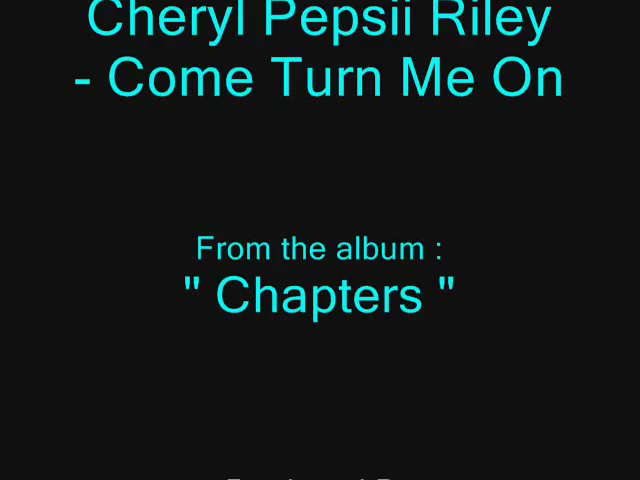 Cheryl Pepsii Riley
- Come Turn Me On
From the album :
" Chapters "